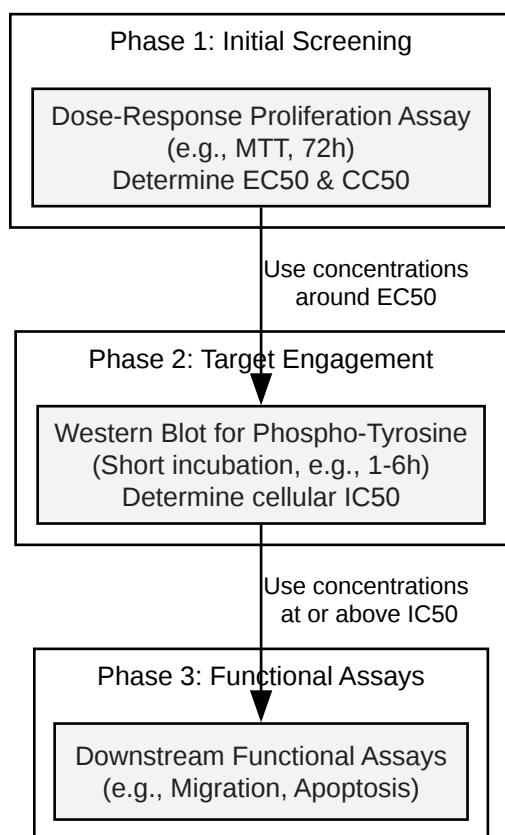 Phase 1: Initial Screening
Dose-Response Proliferation Assay
(e.g., MTT, 72h)
Determine EC50 & CC50
Use concentrations
around EC50
Phase 2: Target Engagement
Western Blot for Phospho-Tyrosine
(Short incubation, e.g., 1-6h)
Determine cellular IC50
Use concentrations
at or above IC50
Phase 3: Functional Assays
Downstream Functional Assays
(e.g., Migration, Apoptosis)